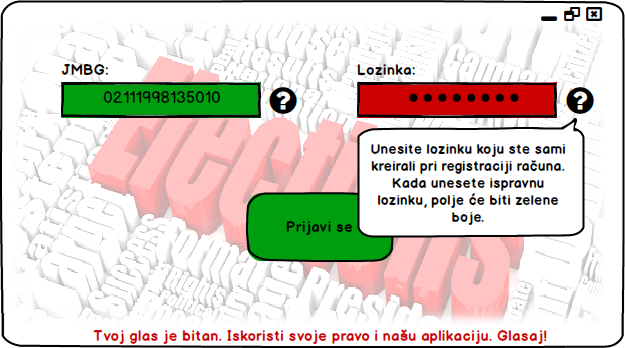 JMBG:
Lozinka:
02111998135010
?
?
Unesite lozinku koju ste sami
kreirali pri registraciji računa.
Kada unesete ispravnu
lozinku, polje će biti zelene
boje.
Prijavi se
Tvoj glas je bitan. Iskoristi svoje pravo i našu aplikaciju. Glasaj!